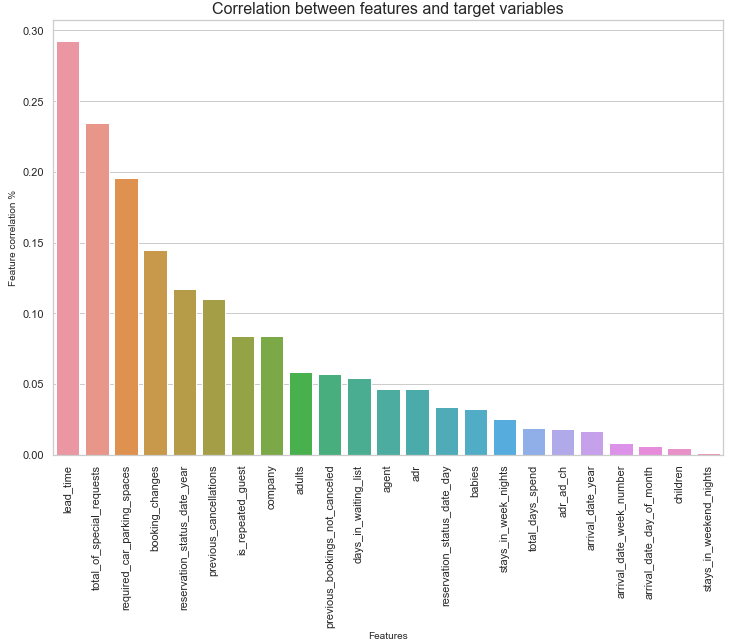 Correlation between features and target variables
Feature correlation %
0.30
0.25
0.20
0.15
0.10
0.05
0.00
lead_time
total_of_special_requests
required_car_parking_spaces
booking_changes
reservation_status_date_year
previous_cancellations
is_repeated_guest
company
adults
previous_bookings_not_canceled
days_in_waiting_list
agent
adr
reservation_status_date_day
babies
stays_in_week_nights
total_days_spend
adr_ad_ch
arrival_date_year
arrival_date_week_number
arrival_date_day_of_month
children
stays_in_weekend_nights
Features